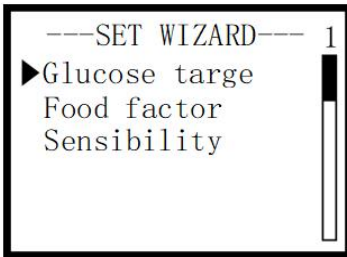 ---SET WIZARD--- 1
Glucose targe
Food factor
Sensibility